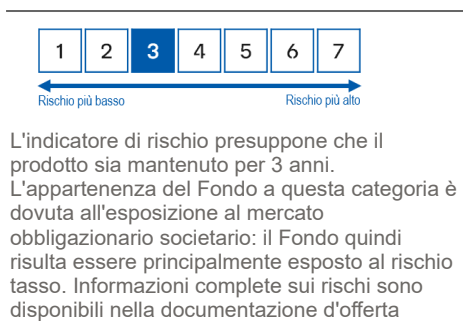 1 2 3 4 5 6 7
Rischio più basso Rischio più alto
L'indicatore di rischio presuppone che il
prodotto sia mantenuto per 3 anni.
L'appartenenza del Fondo a questa categoria è
dovuta all'esposizione al mercato
obbligazionario societario: il Fondo quindi
risulta essere principalmente esposto al rischio
tasso. Informazioni complete sui rischi sono
disponibili nella documentazione d'offerta